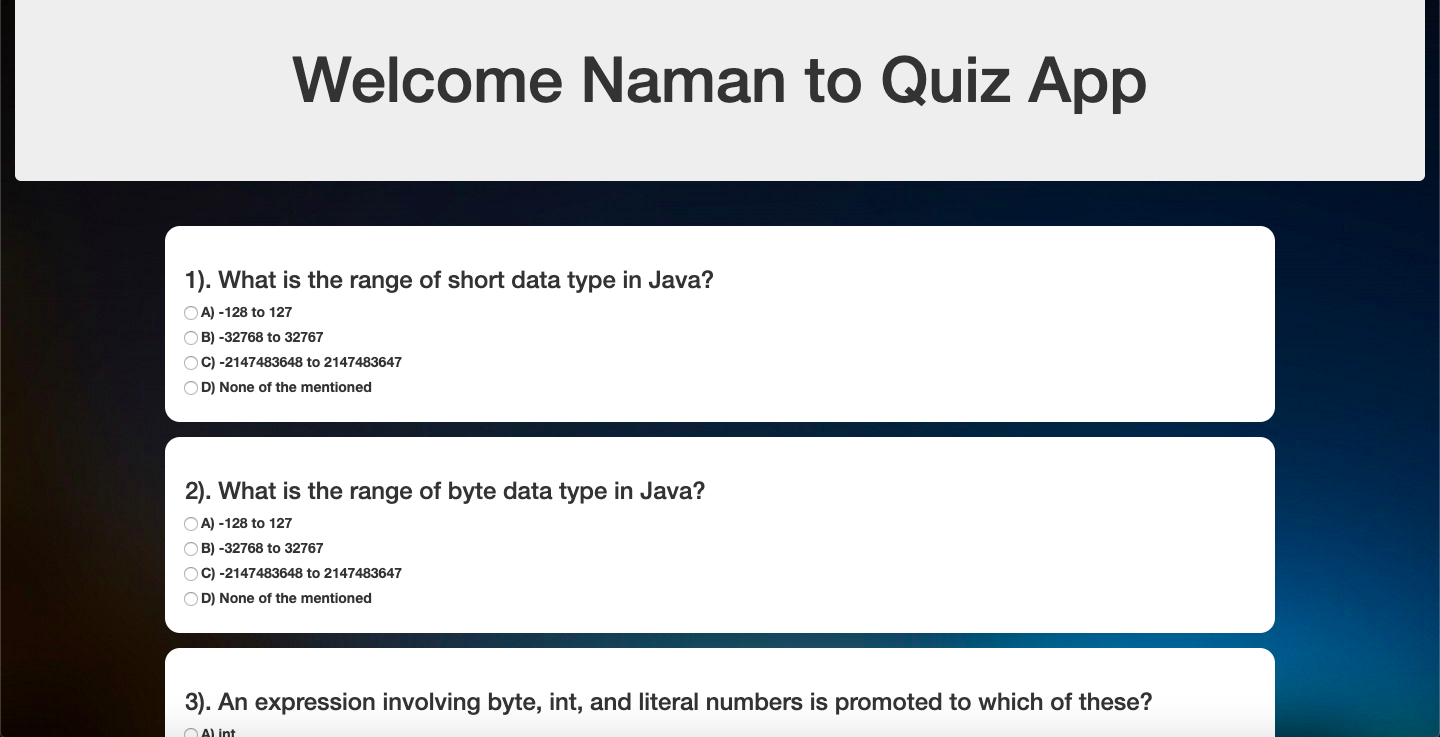 Welcome Naman to Quiz App
1). What is the range of short data type in Java?
A) -128 to 127
B) -32768 to 32767
C) -2147483648 to 2147483647
D) None of the mentioned
2). What is the range of byte data type in Java?
A) -128 to 127
B) -32768 to 32767
C) -2147483648 to 2147483647
D) None of the mentioned
3). An expression involving byte, int, and literal numbers is promoted to which of these?
A) int